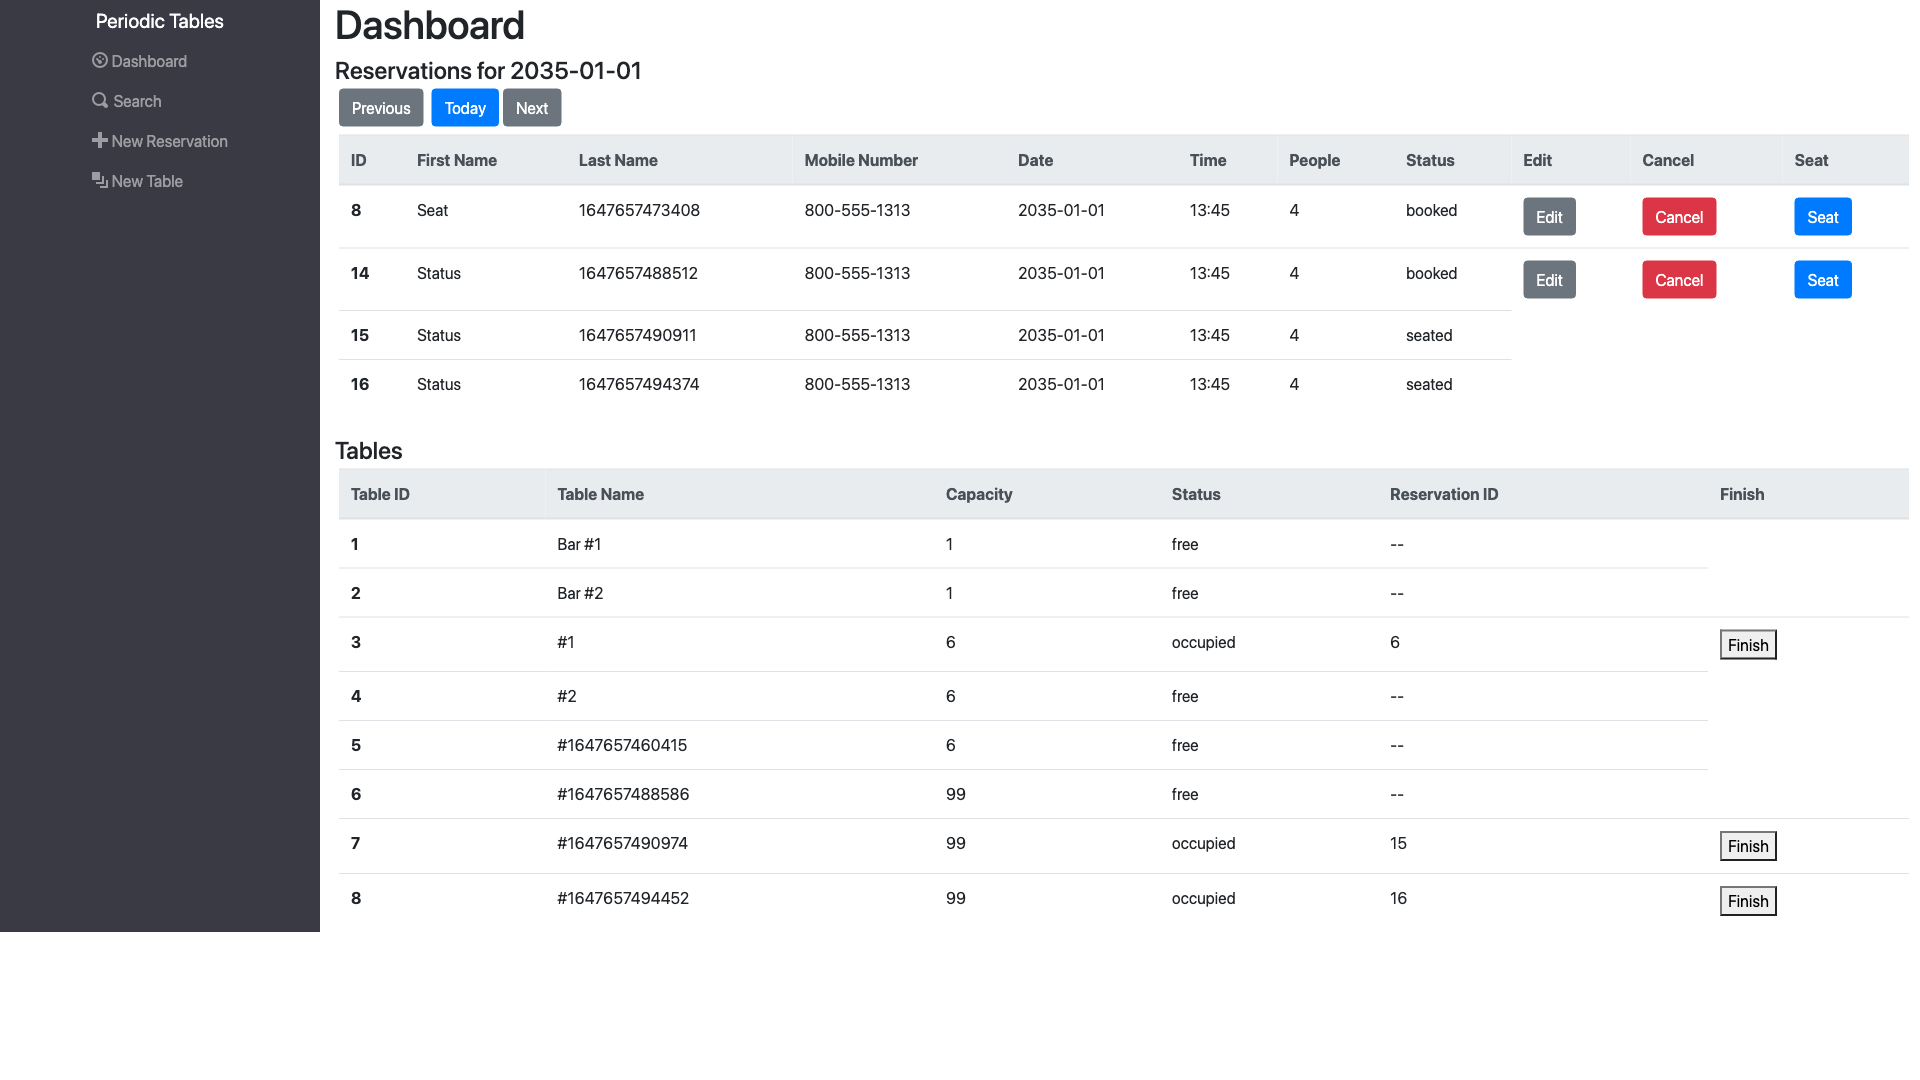 Periodic Tables
Dashboard
Search
New Reservation
New Table
Dashboard
Reservations for 2035-01-01
Previous Today Next
ID First Name Last Name Mobile Number Date Time People Status Edit Cancel Seat
8 Seat 1647657473408 800-555-1313 2035-01-01 13:45 4 booked Edit Cancel Seat
14 Status 1647657488512 800-555-1313 2035-01-01 13:45 4 booked Edit Cancel Seat
15 Status 1647657490911 800-555-1313 2035-01-01 13:45 4 seated
16 Status 1647657494374 800-555-1313 2035-01-01 13:45 4 seated
Tables
Table ID Table Name Capacity Status Reservation ID Finish
1 Bar #1 1 free --
2 Bar #2 1 free --
3 #1 6 occupied 6 Finish
4 #2 6 free --
5 #1647657460415 6 free --
6 #1647657488586 99 free --
7 #1647657490974 99 occupied 15 Finish
8 #1647657494452 99 occupied 16 Finish